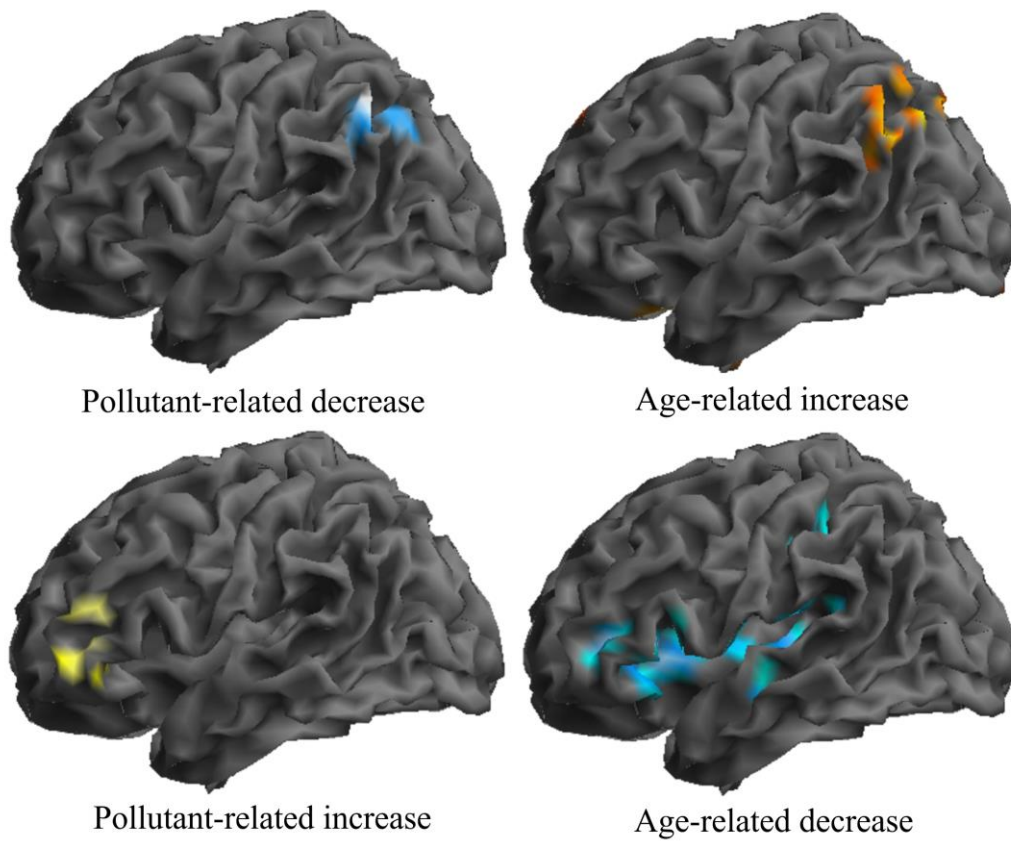 Pollutant-related decrease
Age-related increase
Pollutant-related increase
Age-related decrease